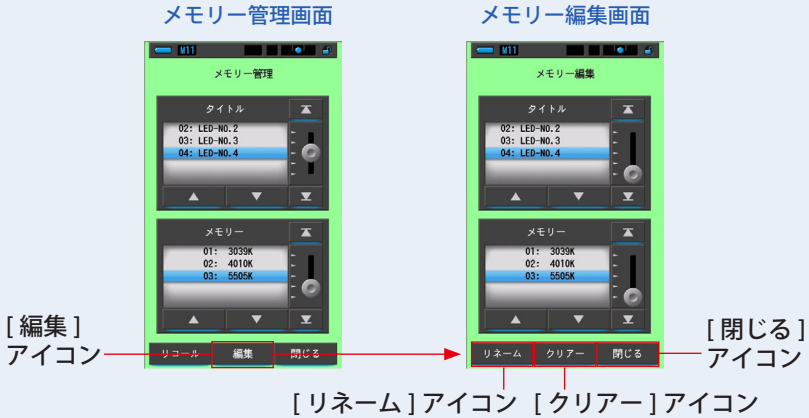 メモリー管理画面
メモリー編集画面
M11
メモリー管理
タイトル
02: LED-NO.2
03: LED-NO.3
04: LED-NO.4
メモリー
01: 3039K
02: 4010K
03: 5505K
リコール 編集 閉じる
M11
メモリー編集
タイトル
02: LED-NO.2
03: LED-NO.3
04: LED-NO.4
メモリー
01: 3039K
02: 4010K
03: 5505K
リネーム クリアー 閉じる
[ 編集 ]
アイコン
[ 閉じる ]
アイコン
[ リネーム ] アイコン [ クリアー ] アイコン